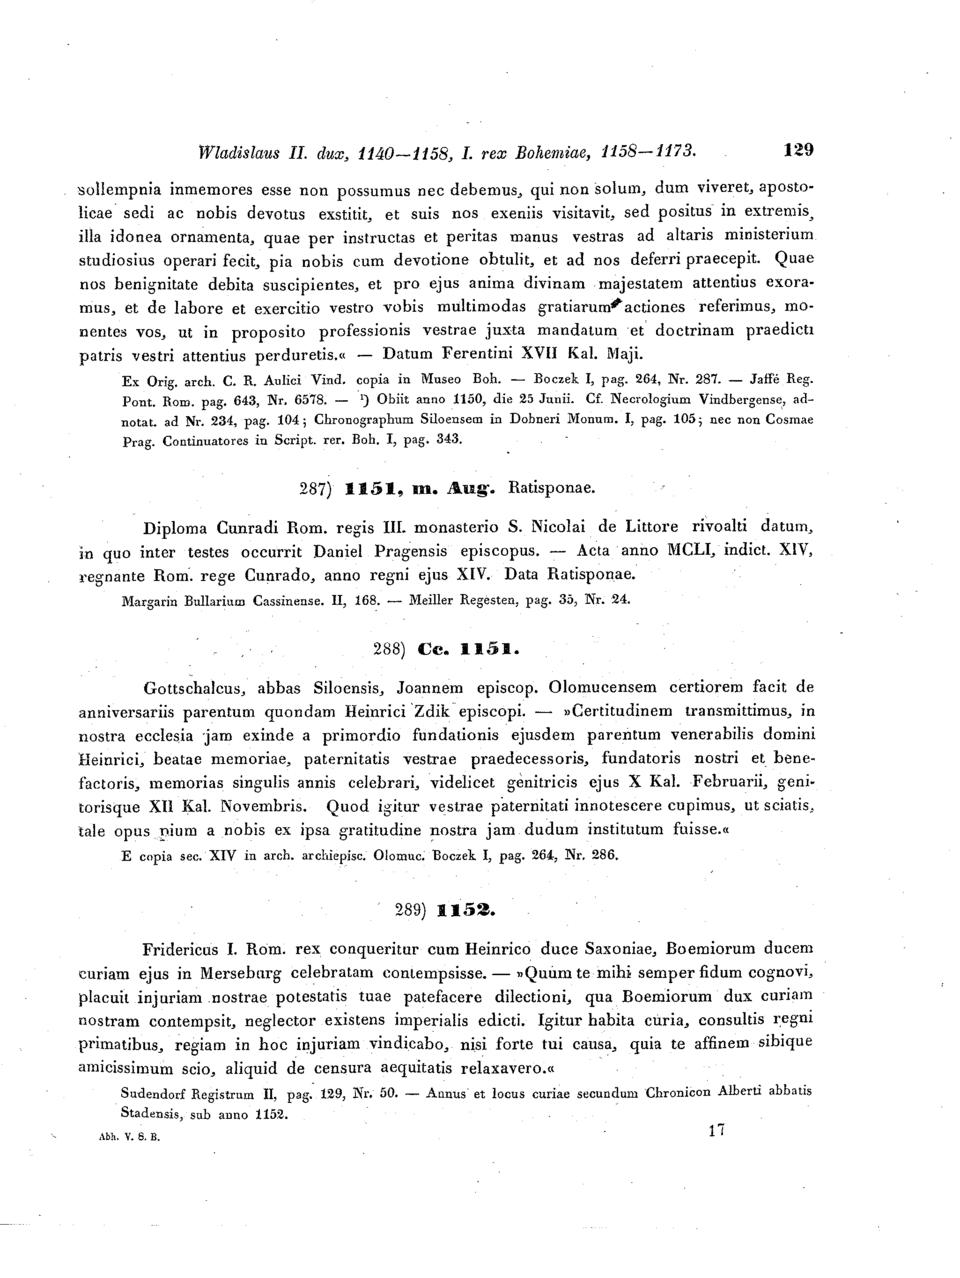 Wladislaus II. dux, 1140—1158, I. rex Bohemiae, 1158—1173. 129
sollempnia inmemores esse non possumus nec debemus, qui non solum, dum viveret, aposto-
licae sedi ac nobis devotus exstitit, et suis nos exeniis visitavit, sed positus in extremis,
illa idonea ornamenta, quae per instructas et peritas manus vestras ad altaris ministerium
studiosius operari fecit, pia nobis cum devotione obtulit, et ad nos deferri praecepit. Quae
nos benignitate debita suscipientes, et pro ejus anima divinam majestatem attentius exora-
mus, et de labore et exercitio vestro vobis multimodas gratiarum actiones referimus, mo-
nentes vos, ut in proposito professionis vestrae juxta mandatum et doctrinam praedicti
patris vestri attentius perduretis.« — Datum Ferentini XVII Kal. Maji.
Ex Orig. arch. C. R. Aulici Vind. copia in Museo Boh. — Boczek I, pag. 264, Nr. 287. — Jaffé Reg.
Pont. Rom. pag. 643, Nr. 6578. — ¹) Obiit anno 1150, die 25 Junii. Cf. Necrologium Vindbergense, ad-
notat. ad Nr. 234, pag. 104; Chronographum Siloensem in Dobneri Monum. I, pag. 105; nec non Cosmae
Prag. Continuatores in Script. rer. Boh. I, pag. 343.
287) 1151, m. Aug. Ratisponae.
Diploma Cunradi Rom. regis III. monasterio S. Nicolai de Littore rivoalti datum,
in quo inter testes occurrit Daniel Pragensis episcopus. — Acta anno MCLI, indict. XIV,
regnante Rom. rege Cunrado, anno regni ejus XIV. Data Ratisponae.
Margarin Bullarium Cassinense. II, 168. — Meiller Regesten, pag. 35, Nr. 24.
288) Cc. 1151.
Gottschalcus, abbas Siloensis, Joannem episcop. Olomucensem certiorem facit de
anniversariis parentum quondam Heinrici Zdik episcopi. — »Certitudinem transmittimus, in
nostra ecclesia jam exinde a primordio fundationis ejusdem parentum venerabilis domini
Heinrici, beatae memoriae, paternitatis vestrae praedecessoris, fundatoris nostri et bene-
factoris, memorias singulis annis celebrari, videlicet genitricis ejus X Kal. Februarii, geni-
torisque XII Kal. Novembris. Quod igitur vestrae paternitati innotescere cupimus, ut sciatis,
tale opus pium a nobis ex ipsa gratitudine nostra jam dudum institutum fuisse.«
E copia sec. XIV in arch. archiepisc. Olomuc. Boczek I, pag. 264, Nr. 286.
289) 1152.
Fridericus I. Rom. rex conqueritur cum Heinrico duce Saxoniae, Boemiorum ducem
curiam ejus in Merseburg celebratam contempsisse. — »Quum te mihi semper fidum cognovi,
placuit injuriam nostrae potestatis tuae patefacere dilectioni, qua Boemiorum dux curiam
nostram contempsit, neglector existens imperialis edicti. Igitur habita curia, consultis regni
primatibus, regiam in hoc injuriam vindicabo, nisi forte tui causa, quia te affinem sibique
amicissimum scio, aliquid de censura aequitatis relaxavero.«
Sudendorf Registrum II, pag. 129, Nr. 50. — Annus et locus curiae secundum Chronicon Alberti abbatis
Stadensis, sub anno 1152.
Abh. V. 8. B. 17